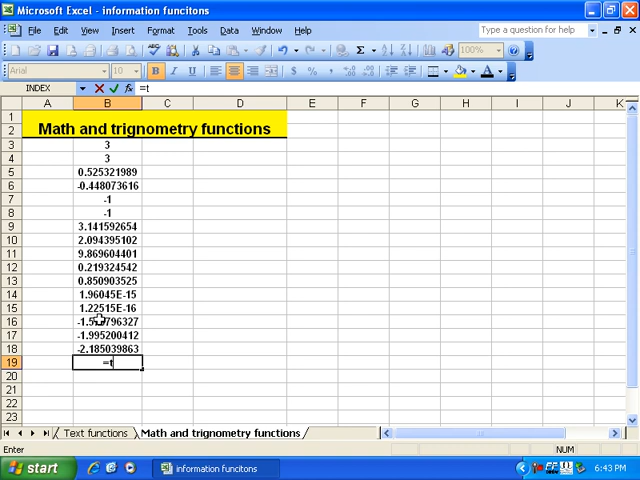 Microsoft Excel - information funcitons
File Edit View Insert Format Tools Data Window Help
Type a question for help
Σ 100%
Arial 10 B I U $ % , A
INDEX =t
A B C D E F G H I J K
1
2 Math and trignometry functions
3 3
4 3
5 0.525321989
6 -0.448073616
7 -1
8 -1
9 3.141592654
10 2.094395102
11 9.869604401
12 0.219324542
13 0.850903525
14 1.96045E-15
15 1.22515E-16
16
17 -1.995200412
18 -2.185039863
19 =t
20
21
22
23
Text functions Math and trignometry functions
Enter NUM
start information funcitons 6:43 PM